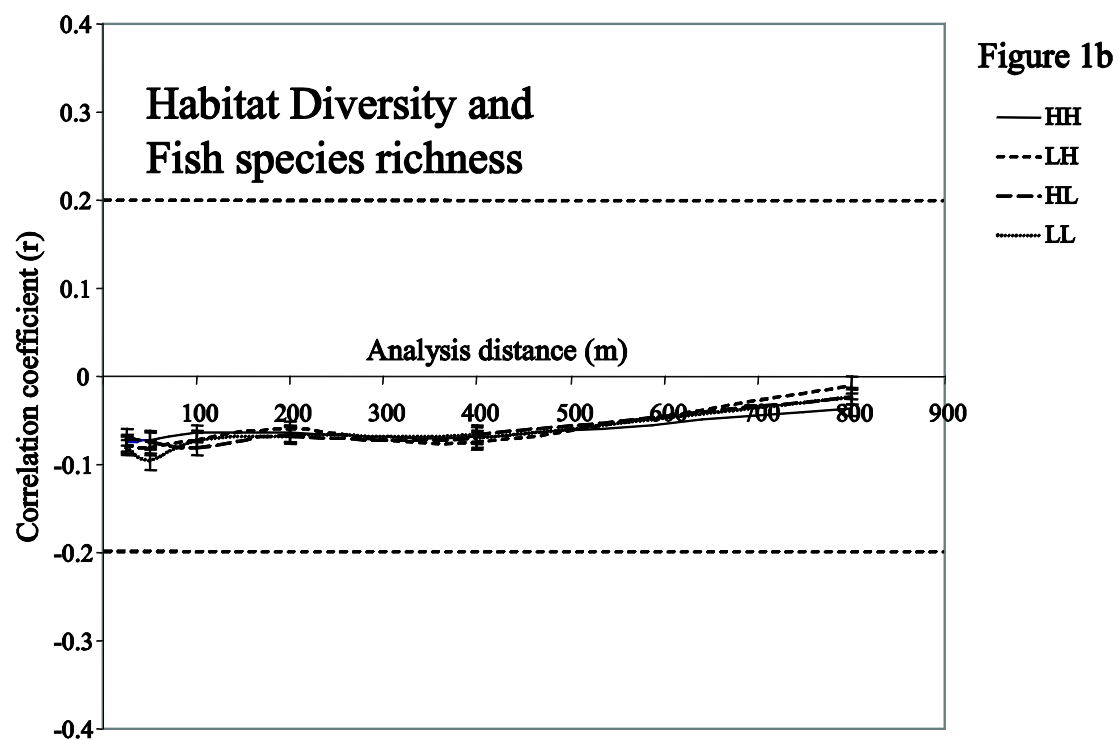 Figure 1b
Habitat Diversity and
Fish species richness
HH
LH
HL
LL
Correlation coefficient (r)
0.4
0.3
0.2
0.1
0
-0.1
-0.2
-0.3
-0.4
Analysis distance (m)
100 200 300 400 500 600 700 800 900